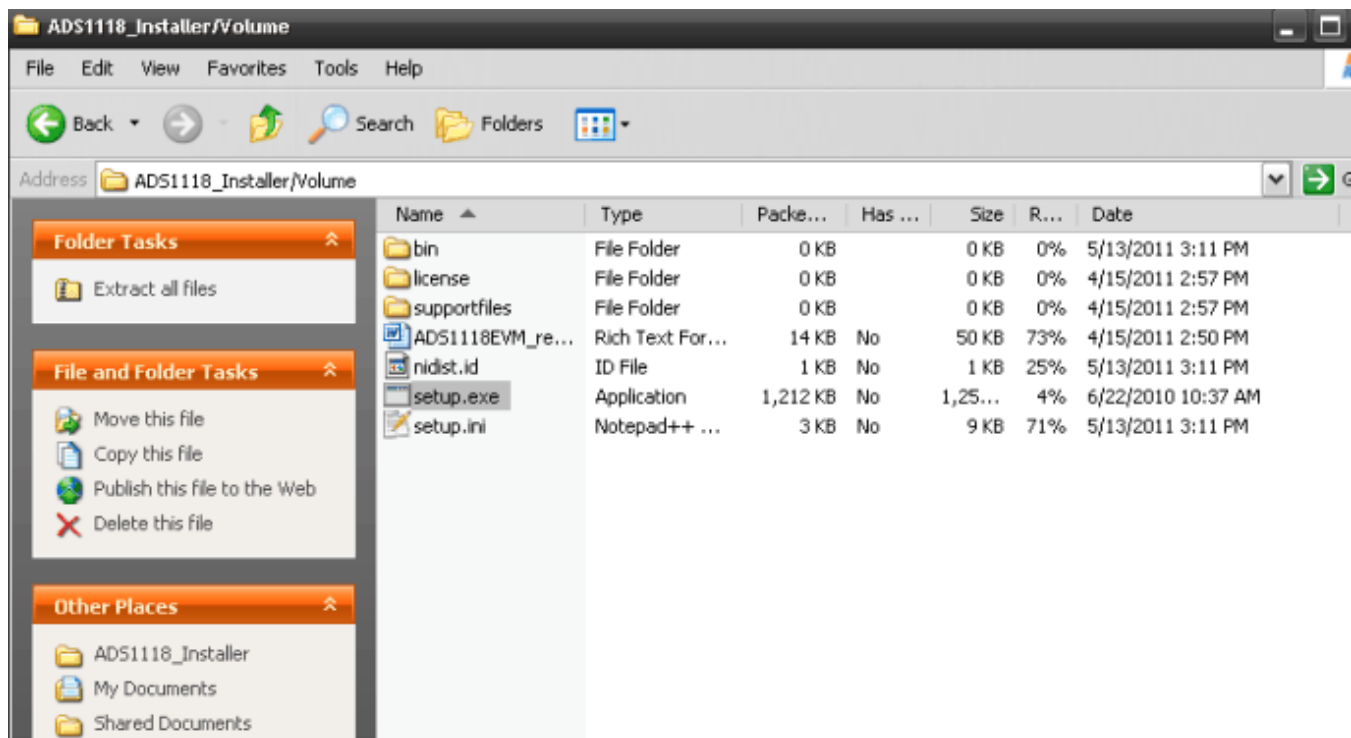 ADS1118_Installer/Volume
File Edit View Favorites Tools Help
Back Search Folders
Address ADS1118_Installer/Volume
Name Type Packe... Has ... Size R... Date
bin File Folder 0 KB 0 KB 0% 5/13/2011 3:11 PM
license File Folder 0 KB 0 KB 0% 4/15/2011 2:57 PM
supportfiles File Folder 0 KB 0 KB 0% 4/15/2011 2:57 PM
ADS1118EVM_re... Rich Text For... 14 KB No 50 KB 73% 4/15/2011 2:50 PM
nidist.id ID File 1 KB No 1 KB 25% 5/13/2011 3:11 PM
setup.exe Application 1,212 KB No 1,25... 4% 6/22/2010 10:37 AM
setup.ini Notepad++ ... 3 KB No 9 KB 71% 5/13/2011 3:11 PM
Folder Tasks
Extract all files
File and Folder Tasks
Move this file
Copy this file
Publish this file to the Web
Delete this file
Other Places
ADS1118_Installer
My Documents
Shared Documents